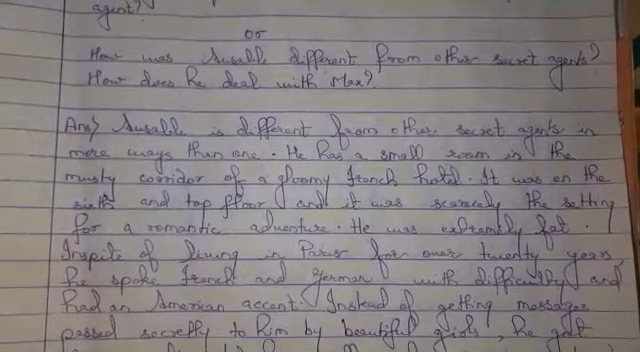 agent?
or
How was Ausable different from other secret agents?
How does he deal with Max?
Ans) Ausable is different from other secret agents in
more ways than one. He has a small room in the
musty corridor of a gloomy French hotel. It was on the
sixth and top floor and it was scarecely the setting
for a romantic adventure. He was extremely fat.
Inspite of living in Paris for over twenty years,
he spoke French and German with difficulty and
had an American accent. Instead of getting messages
passed secretly to him by beautiful girls, he got